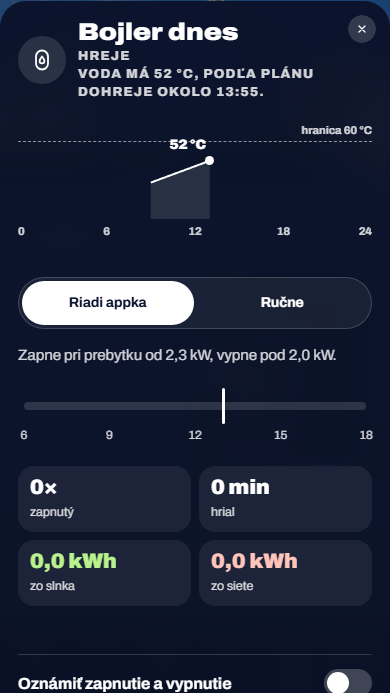 Bojler dnes
HREJE
VODA MÁ 52 °C, PODĽA PLÁNU
DOHREJE OKOLO 13:55.
hranica 60 °C
52 °C
0 6 12 18 24
Riadi appka Ručne
Zapne pri prebytku od 2,3 kW, vypne pod 2,0 kW.
6 9 12 15 18
0× 0 min
zapnutý hrial
0,0 kWh 0,0 kWh
zo slnka zo siete
Oznámiť zapnutie a vypnutie